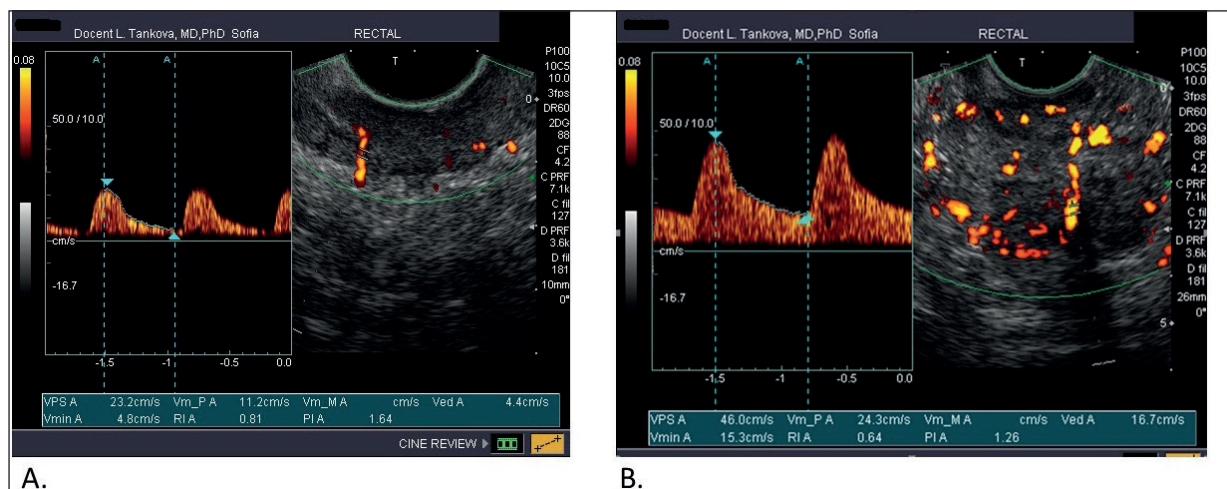 Docent L. Tankova, MD,PhD Sofia RECTAL
0.08
A A
T
P100
10C5
10.0
3fps
DR60
2DG
88
CF
4.2
C PRF
7.1k
C fil
127
D PRF
3.6k
D fil
181
10mm
0°
0
50.0 / 10.0
cm/s
-16.7
-1.5 -1 -0.5 0.0
VPS A 23.2cm/s Vm_P A 11.2cm/s Vm_M A cm/s Ved A 4.4cm/s
Vmin A 4.8cm/s RI A 0.81 PI A 1.64
CINE REVIEW
A.
Docent L. Tankova, MD,PhD Sofia RECTAL
0.08
A A
T
P100
10C5
10.0
3fps
DR60
2DG
88
CF
4.2
C PRF
7.1k
C fil
127
D PRF
3.6k
D fil
181
26mm
0°
0
5
50.0 / 10.0
cm/s
-16.7
-1.5 -1 -0.5 0.0
VPS A 46.0cm/s Vm_P A 24.3cm/s Vm_M A cm/s Ved A 16.7cm/s
Vmin A 15.3cm/s RI A 0.64 PI A 1.26
B.